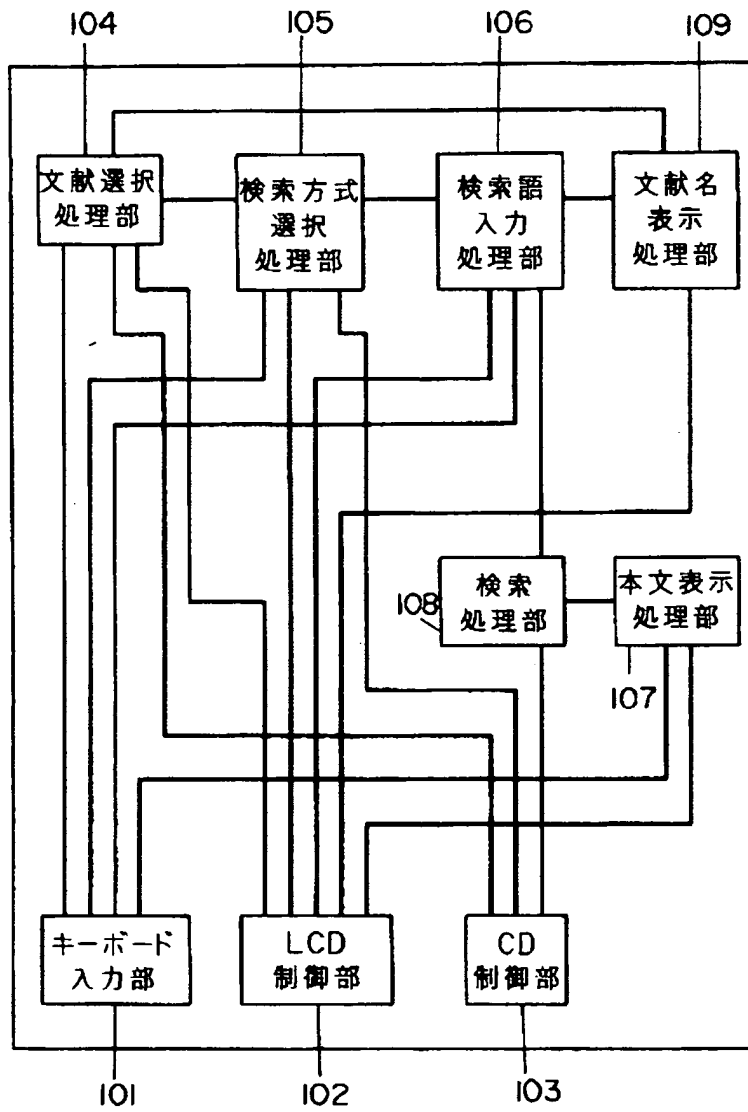 104
105
106
109
文献選択
処理部
検索方式
選択
処理部
検索語
入力
処理部
文献名
表示
処理部
検索
処理部
108
本文表示
処理部
107
キーボード
入力部
LCD
制御部
CD
制御部
101
102
103